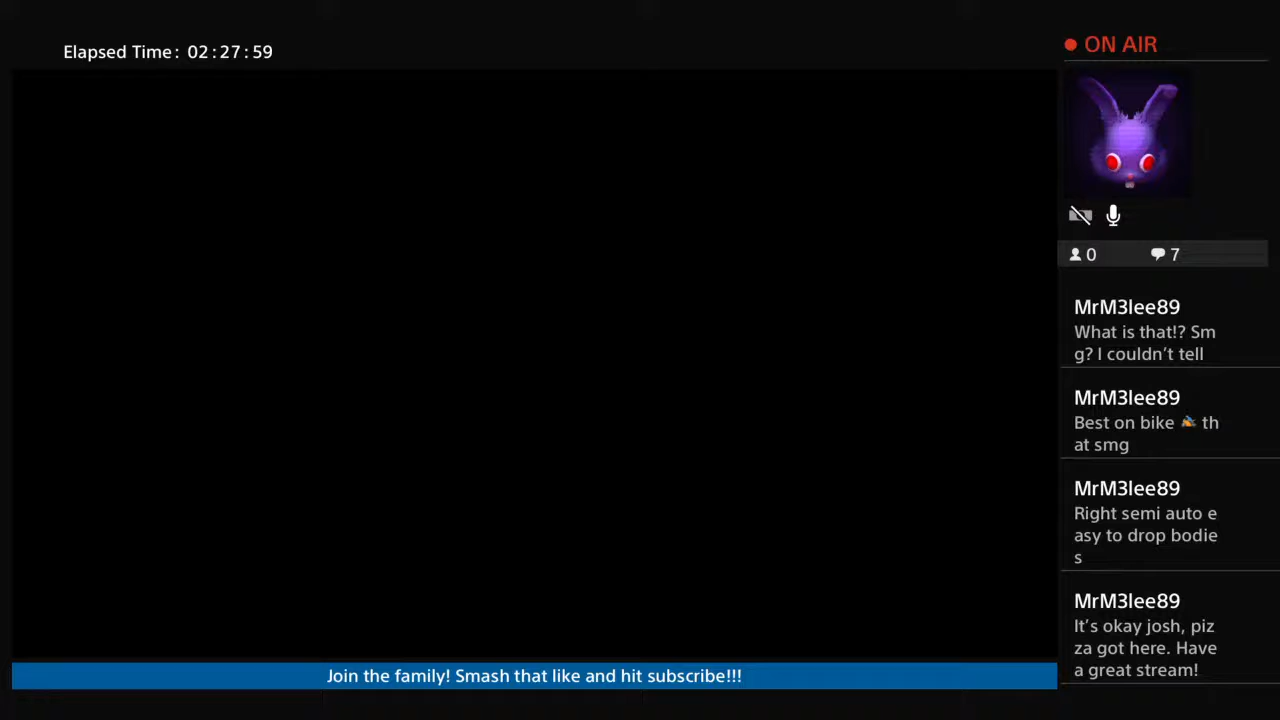 Elapsed Time: 02:27:59
ON AIR
0 7
MrM3lee89
What is that!? Sm
g? I couldn't tell
MrM3lee89
Best on bike 🚴 th
at smg
MrM3lee89
Right semi auto e
asy to drop bodie
s
MrM3lee89
It's okay josh, piz
za got here. Have
a great stream!
Join the family! Smash that like and hit subscribe!!!